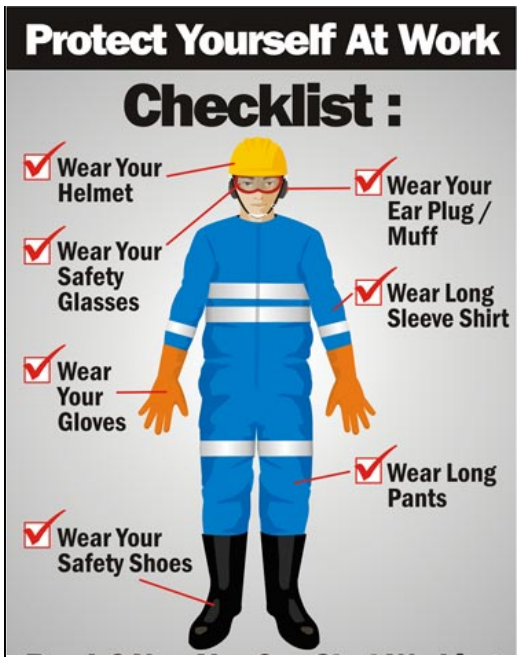 Protect Yourself At Work
Checklist :
Wear Your
Helmet
Wear Your
Ear Plug /
Muff
Wear Your
Safety
Glasses
Wear Long
Sleeve Shirt
Wear
Your
Gloves
Wear Long
Pants
Wear Your
Safety Shoes